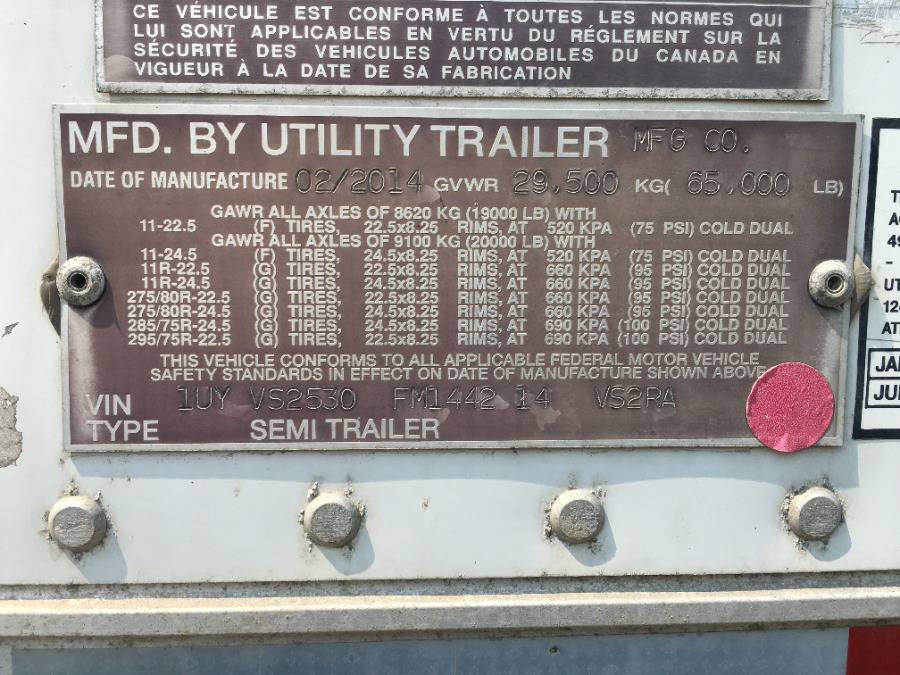 CE VÉHICULE EST CONFORME À TOUTES LES NORMES QUI
LUI SONT APPLICABLES EN VERTU DU RÉGLEMENT SUR LA
SÉCURITÉ DES VEHICULES AUTOMOBILES DU CANADA EN
VIGUEUR À LA DATE DE SA FABRICATION
MFD. BY UTILITY TRAILER MFG CO.
DATE OF MANUFACTURE 02/2014 GVWR 29,500 KG( 65,000 LB)
GAWR ALL AXLES OF 8620 KG (19000 LB) WITH
11-22.5 (F) TIRES, 22.5x8.25 RIMS, AT 520 KPA (75 PSI) COLD DUAL
GAWR ALL AXLES OF 9100 KG (20000 LB) WITH
11-24.5 (F) TIRES, 24.5x8.25 RIMS, AT 520 KPA (75 PSI) COLD DUAL
11R-22.5 (G) TIRES, 22.5x8.25 RIMS, AT 660 KPA (95 PSI) COLD DUAL
11R-24.5 (G) TIRES, 24.5x8.25 RIMS, AT 660 KPA (95 PSI) COLD DUAL
275/80R-22.5 (G) TIRES, 22.5x8.25 RIMS, AT 660 KPA (95 PSI) COLD DUAL
275/80R-24.5 (G) TIRES, 24.5x8.25 RIMS, AT 660 KPA (95 PSI) COLD DUAL
285/75R-24.5 (G) TIRES, 24.5x8.25 RIMS, AT 690 KPA (100 PSI) COLD DUAL
295/75R-22.5 (G) TIRES, 22.5x8.25 RIMS, AT 690 KPA (100 PSI) COLD DUAL
THIS VEHICLE CONFORMS TO ALL APPLICABLE FEDERAL MOTOR VEHICLE
SAFETY STANDARDS IN EFFECT ON DATE OF MANUFACTURE SHOWN ABOVE
VIN 1UY VS2530 FM1442 14 VS2RA
TYPE SEMI TRAILER
JAN
JUN